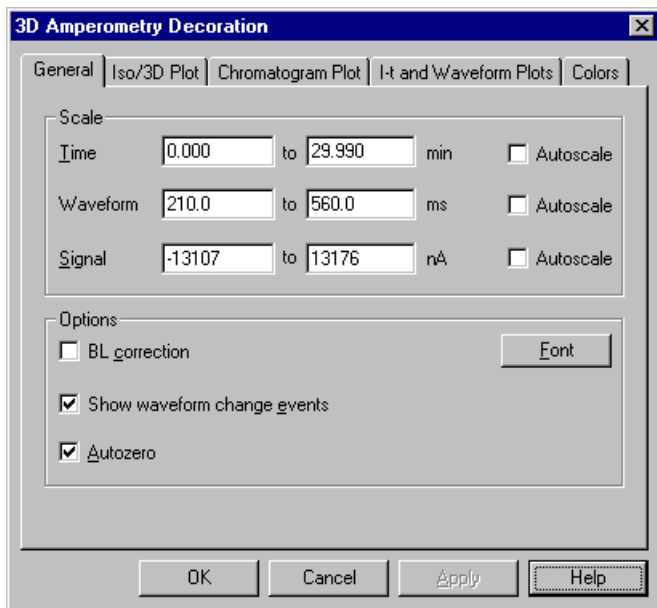 3D Amperometry Decoration
General Iso/3D Plot Chromatogram Plot I-t and Waveform Plots Colors
Scale
Time 0.000 to 29.990 min Autoscale
Waveform 210.0 to 560.0 ms Autoscale
Signal -13107 to 13176 nA Autoscale
Options
BL correction Font
Show waveform change events
Autozero
OK Cancel Apply Help